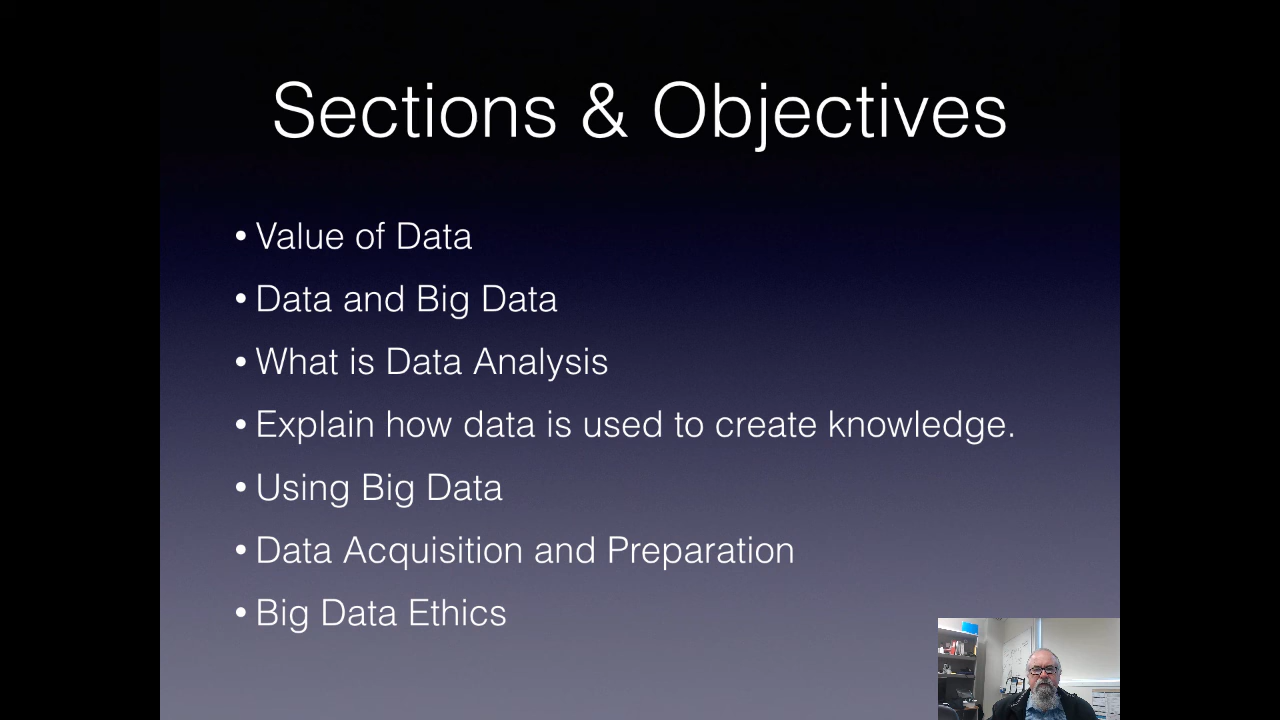 Sections & Objectives
• Value of Data
• Data and Big Data
• What is Data Analysis
• Explain how data is used to create knowledge.
• Using Big Data
• Data Acquisition and Preparation
• Big Data Ethics